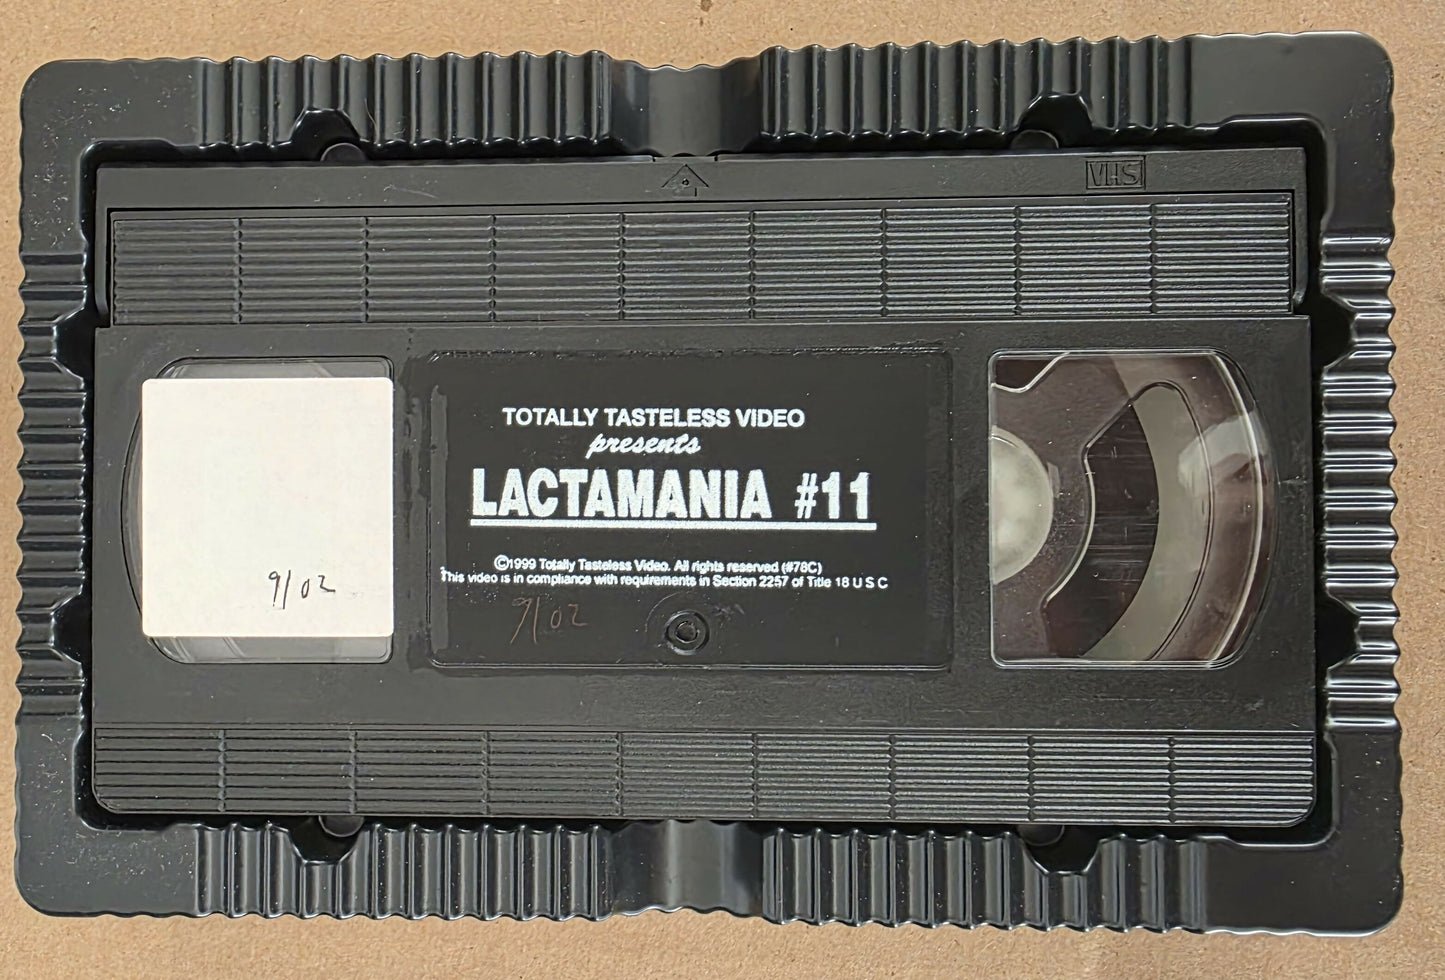 VHS
TOTALLY TASTELESS VIDEO
presents
LACTAMANIA #11
©1999 Totally Tasteless Video. All rights reserved (#78C)
This video is in compliance with requirements in Section 2257 of Title 18 U S C
9/02
9/02